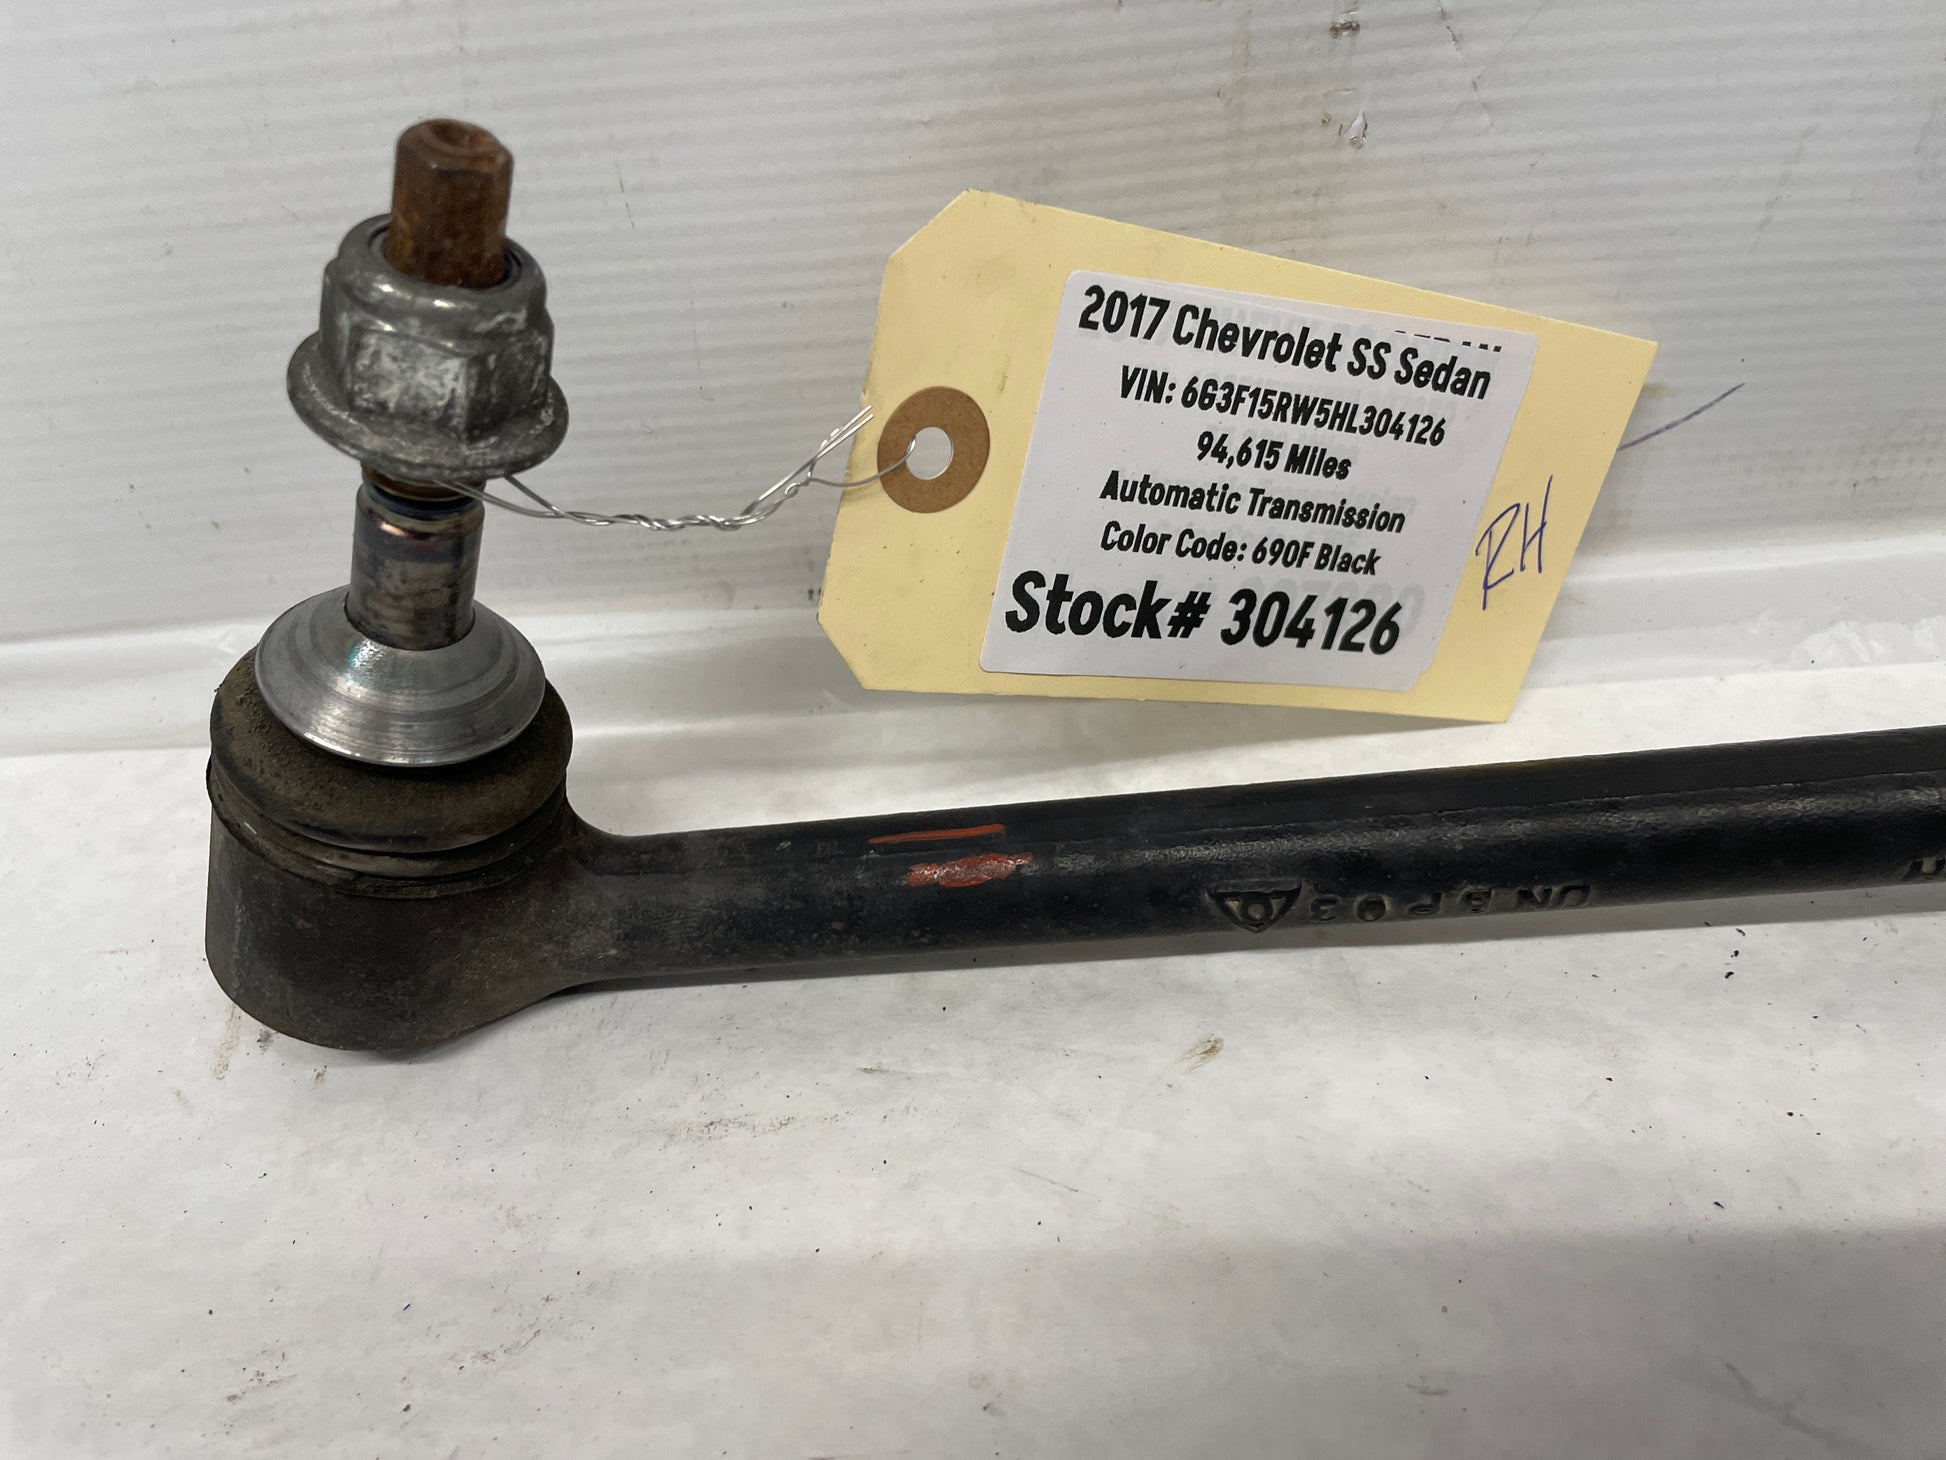 2017 Chevrolet SS Sedan
VIN: 6G3F15RW5HL304126
94,615 Miles
Automatic Transmission
Color Code: 690F Black
Stock# 304126
RH